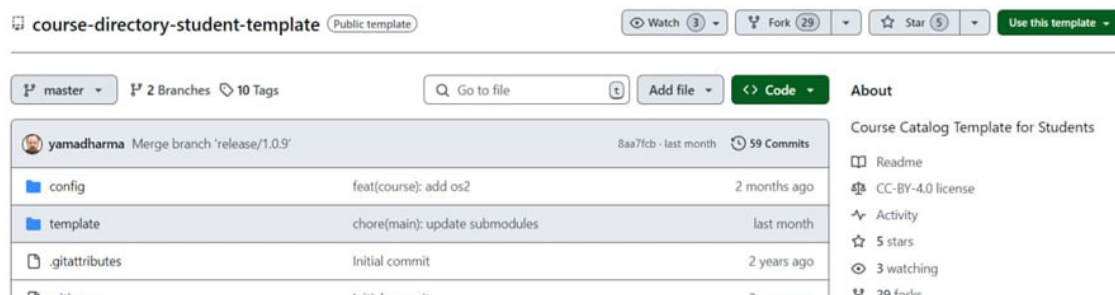 course-directory-student-template Public template Watch 3 Fork 29 Star 5 Use this template
master 2 Branches 10 Tags Go to file t Add file <> Code
About
Course Catalog Template for Students
yamadharma Merge branch 'release/1.0.9' 8aa7fcb · last month 59 Commits
config feat(course): add os2 2 months ago
template chore(main): update submodules last month
.gitattributes Initial commit 2 years ago
Readme
CC-BY-4.0 license
Activity
5 stars
3 watching
29 forks